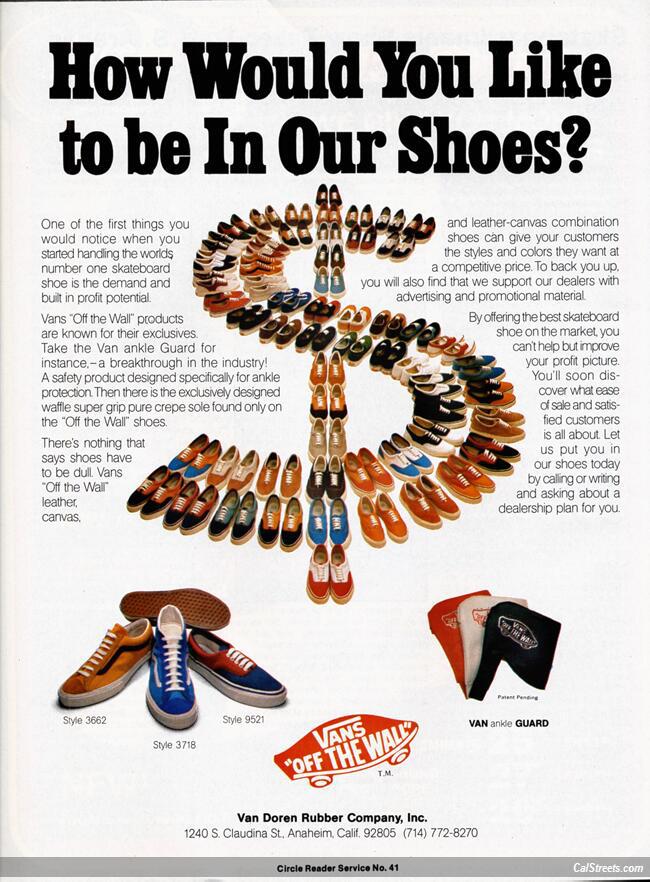 How Would You Like
to be In Our Shoes?
One of the first things you
would notice when you
started handling the worlds
number one skateboard
shoe is the demand and
built in profit potential.
Vans "Off the Wall" products
are known for their exclusives.
Take the Van ankle Guard for
instance,–a breakthrough in the industry!
A safety product designed specifically for ankle
protection. Then there is the exclusively designed
waffle super grip pure crepe sole found only on
the "Off the Wall" shoes.
There's nothing that
says shoes have
to be dull. Vans
"Off the Wall"
leather,
canvas,
and leather-canvas combination
shoes can give your customers
the styles and colors they want at
a competitive price. To back you up,
you will also find that we support our dealers with
advertising and promotional material.
By offering the best skateboard
shoe on the market, you
can't help but improve
your profit picture.
You'll soon dis-
cover what ease
of sale and satis-
fied customers
is all about. Let
us put you in
our shoes today
by calling or writing
and asking about a
dealership plan for you.
Style 3662
Style 3718
Style 9521
VANS
"OFF THE WALL"
Patent Pending
VAN ankle GUARD
VANS
"OFF THE WALL"
T.M.
Van Doren Rubber Company, Inc.
1240 S. Claudina St., Anaheim, Calif. 92805 (714) 772-8270
Circle Reader Service No. 41
CalStreets.com